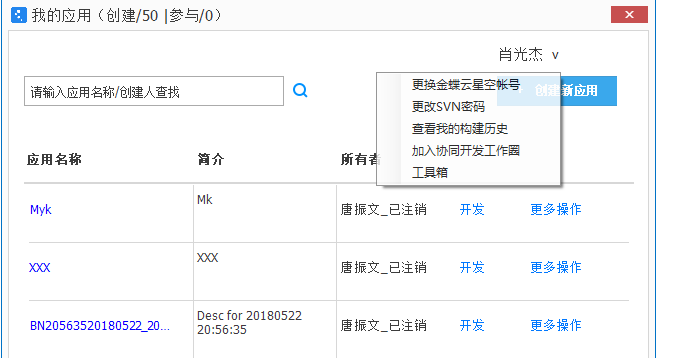 我的应用（创建/50 |参与/0）
肖光杰 v
请输入应用名称/创建人查找
创建新应用
更换金蝶云星空帐号
更改SVN密码
查看我的构建历史
加入协同开发工作圈
工具箱
应用名称 简介 所有者
Myk Mk 唐振文_已注销 开发 更多操作
XXX XXX 唐振文_已注销 开发 更多操作
BN20563520180522_20... Desc for 20180522 20:56:35 唐振文_已注销 开发 更多操作